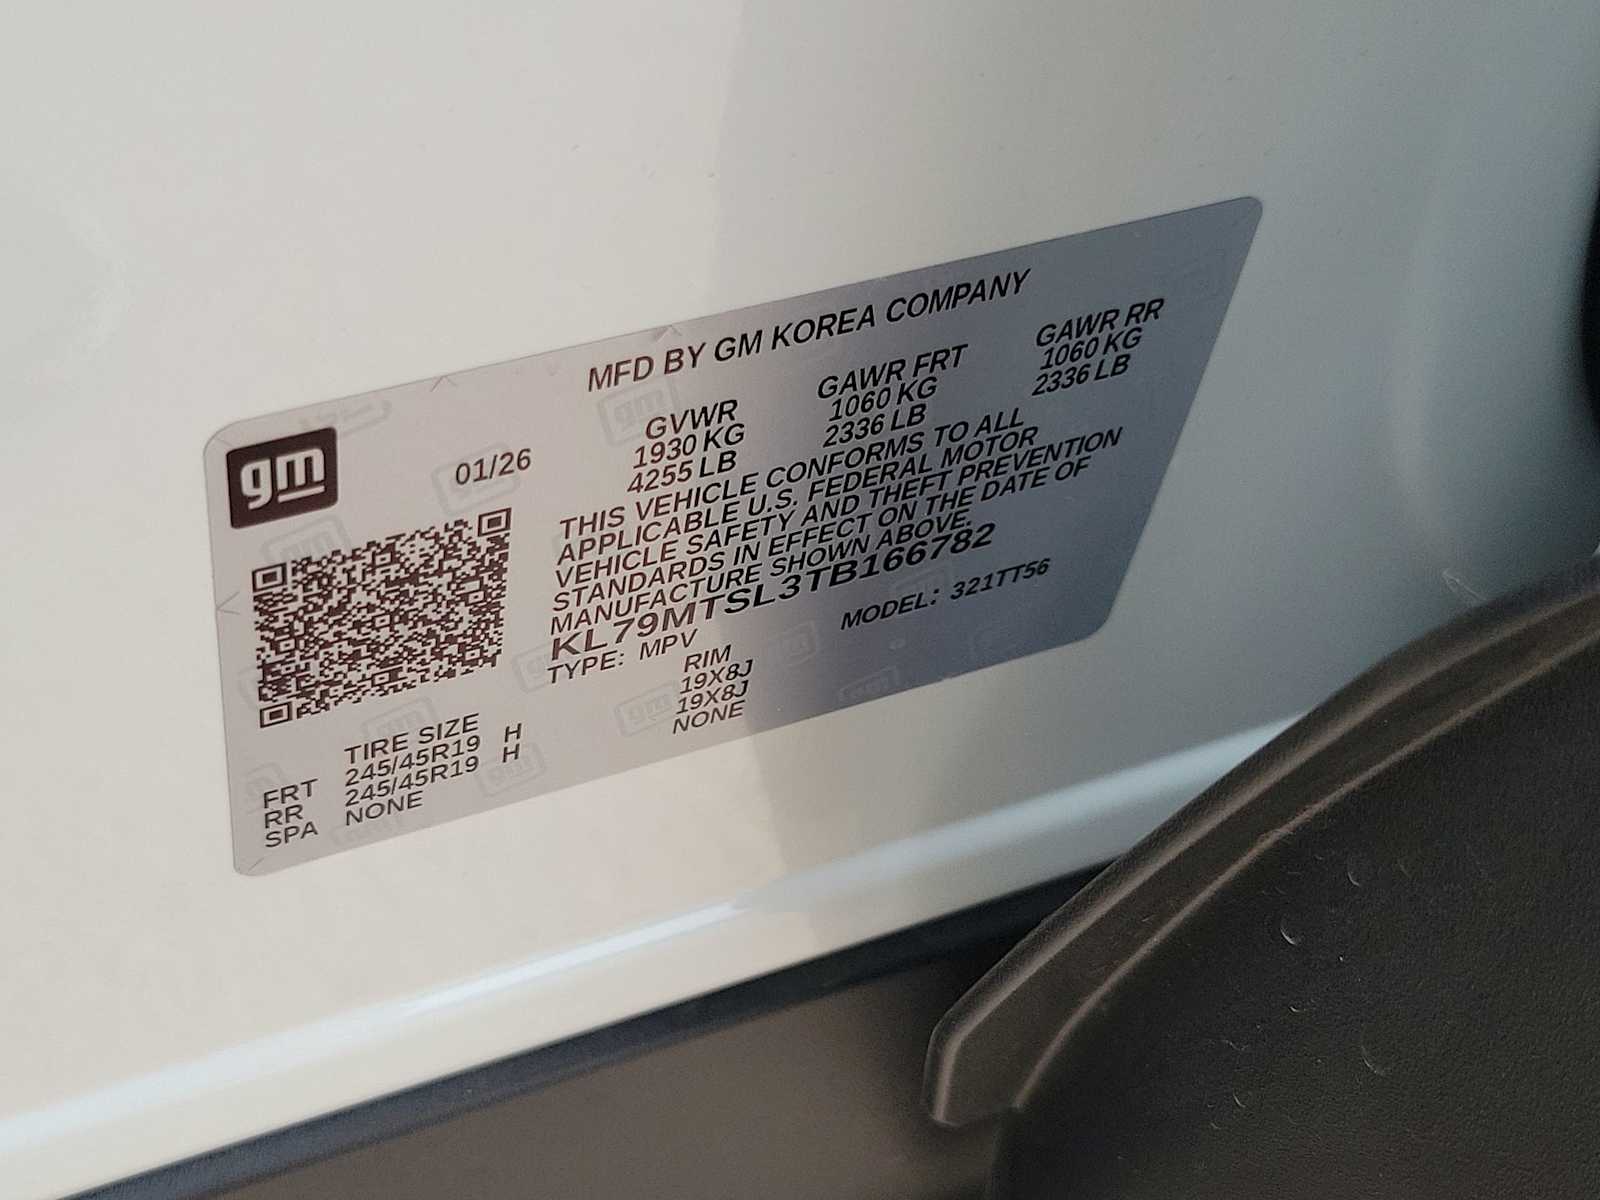 MFD BY GM KOREA COMPANY
gm
01/26
GVWR GAWR FRT GAWR RR
1930 KG 1060 KG 1060 KG
4255 LB 2336 LB 2336 LB
THIS VEHICLE CONFORMS TO ALL
APPLICABLE U.S. FEDERAL MOTOR
VEHICLE SAFETY AND THEFT PREVENTION
STANDARDS IN EFFECT ON THE DATE OF
MANUFACTURE SHOWN ABOVE.
KL79MTSL3TB166782
TYPE: MPV MODEL: 321TT56
TIRE SIZE RIM
FRT 245/45R19 H 19X8J
RR 245/45R19 H 19X8J
SPA NONE NONE